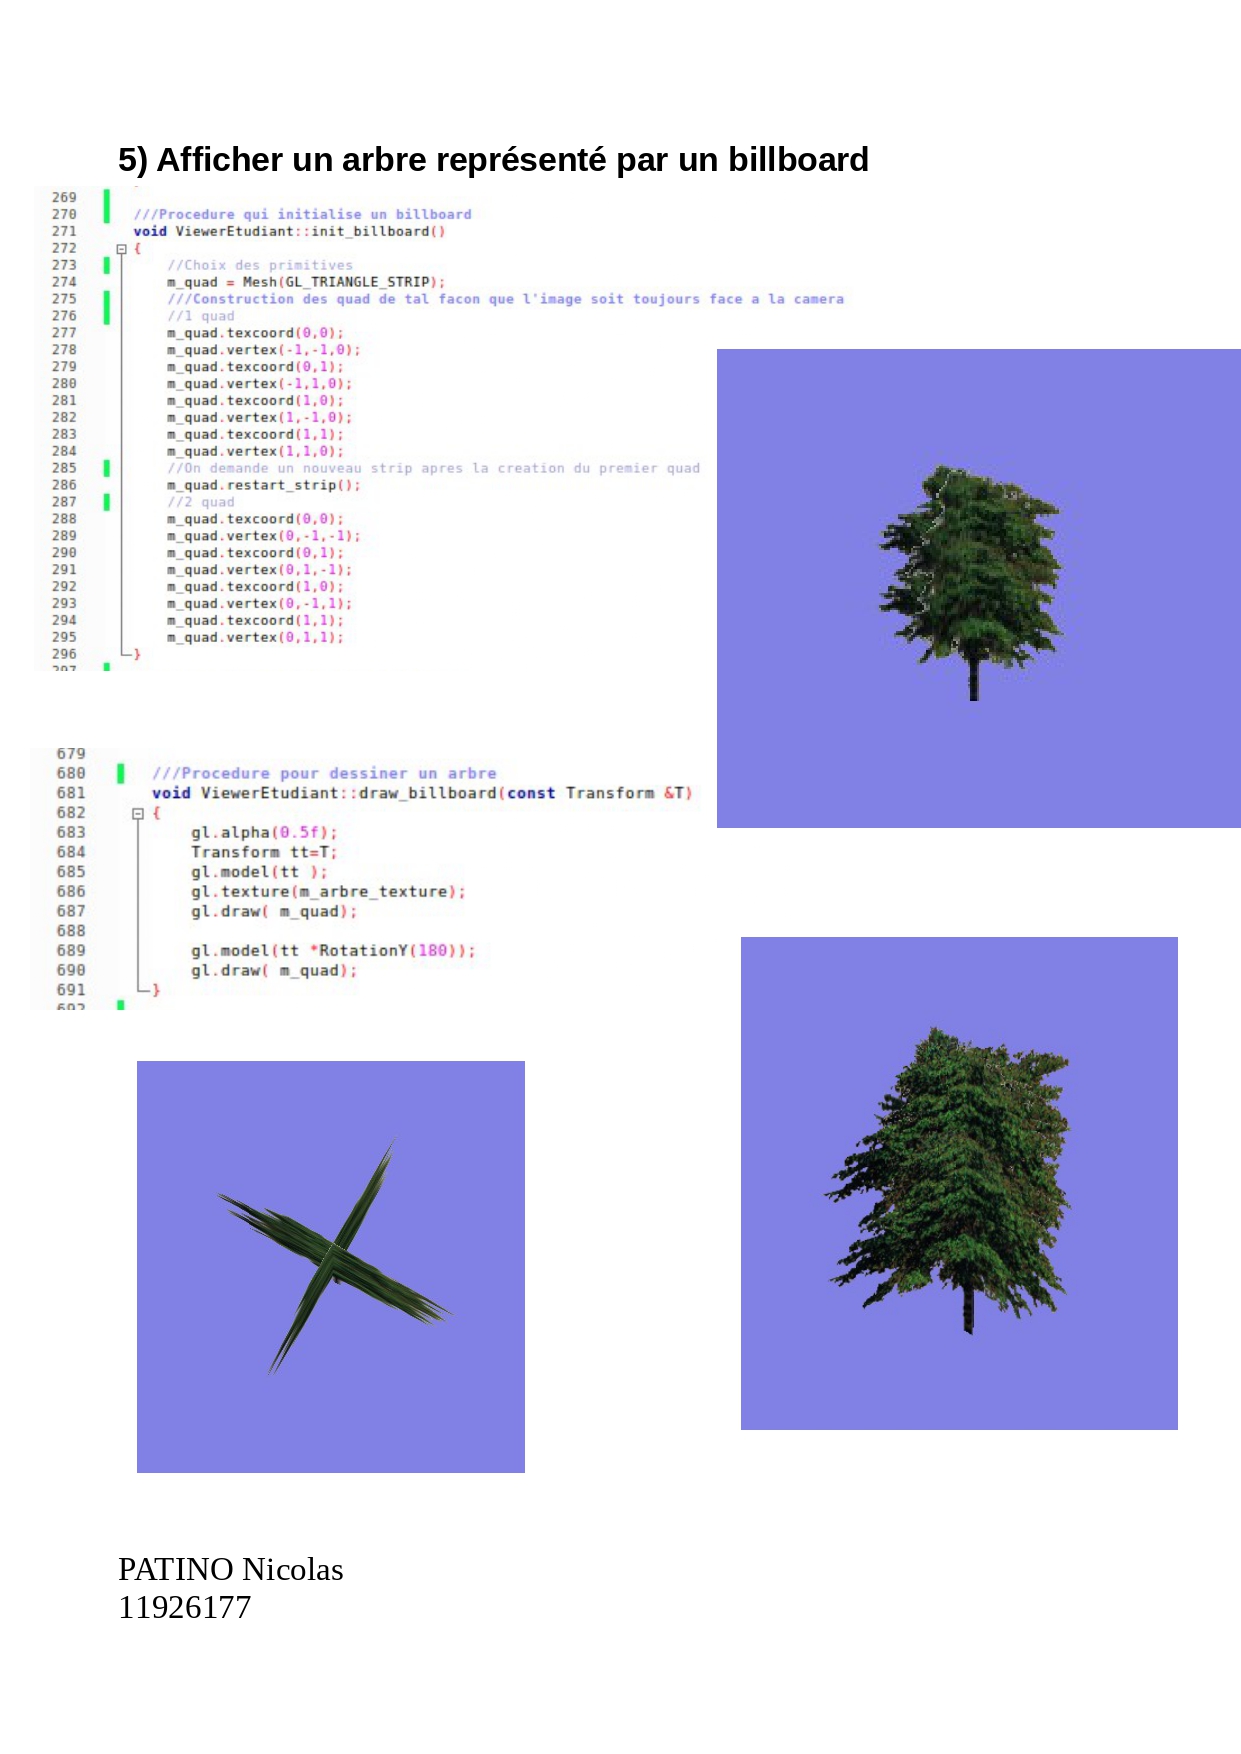 5) Afficher un arbre représenté par un billboard
269
270 ///Procedure qui initialise un billboard
271 void ViewerEtudiant::init_billboard()
272 {
273 //Choix des primitives
274 m_quad = Mesh(GL_TRIANGLE_STRIP);
275 ///Construction des quad de tal facon que l'image soit toujours face a la camera
276 //1 quad
277 m_quad.texcoord(0,0);
278 m_quad.vertex(-1,-1,0);
279 m_quad.texcoord(0,1);
280 m_quad.vertex(-1,1,0);
281 m_quad.texcoord(1,0);
282 m_quad.vertex(1,-1,0);
283 m_quad.texcoord(1,1);
284 m_quad.vertex(1,1,0);
285 //On demande un nouveau strip apres la creation du premier quad
286 m_quad.restart_strip();
287 //2 quad
288 m_quad.texcoord(0,0);
289 m_quad.vertex(0,-1,-1);
290 m_quad.texcoord(0,1);
291 m_quad.vertex(0,1,-1);
292 m_quad.texcoord(1,0);
293 m_quad.vertex(0,-1,1);
294 m_quad.texcoord(1,1);
295 m_quad.vertex(0,1,1);
296 }
297
679
680 ///Procedure pour dessiner un arbre
681 void ViewerEtudiant::draw_billboard(const Transform &T)
682 {
683 gl.alpha(0.5f);
684 Transform tt=T;
685 gl.model(tt );
686 gl.texture(m_arbre_texture);
687 gl.draw( m_quad);
688
689 gl.model(tt *RotationY(180));
690 gl.draw( m_quad);
691 }
692
PATINO Nicolas
11926177